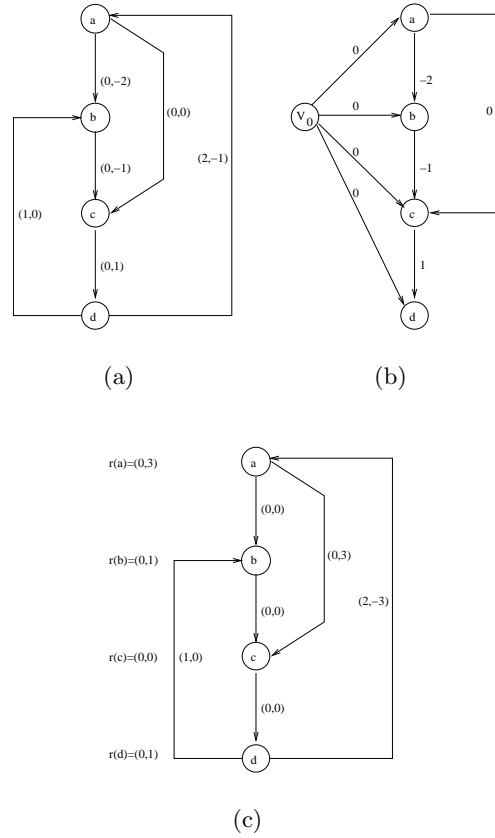 a
(0,−2)
(0,0)
b
(2,−1)
(0,−1)
(1,0)
c
(0,1)
d
(a)
a
0
−2
0
V0
0
b
0
−1
0
c
0
1
d
(b)
r(a)=(0,3)
a
(0,0)
(0,3)
r(b)=(0,1)
b
(2,−3)
(0,0)
r(c)=(0,0)
(1,0)
c
(0,0)
r(d)=(0,1)
d
(c)